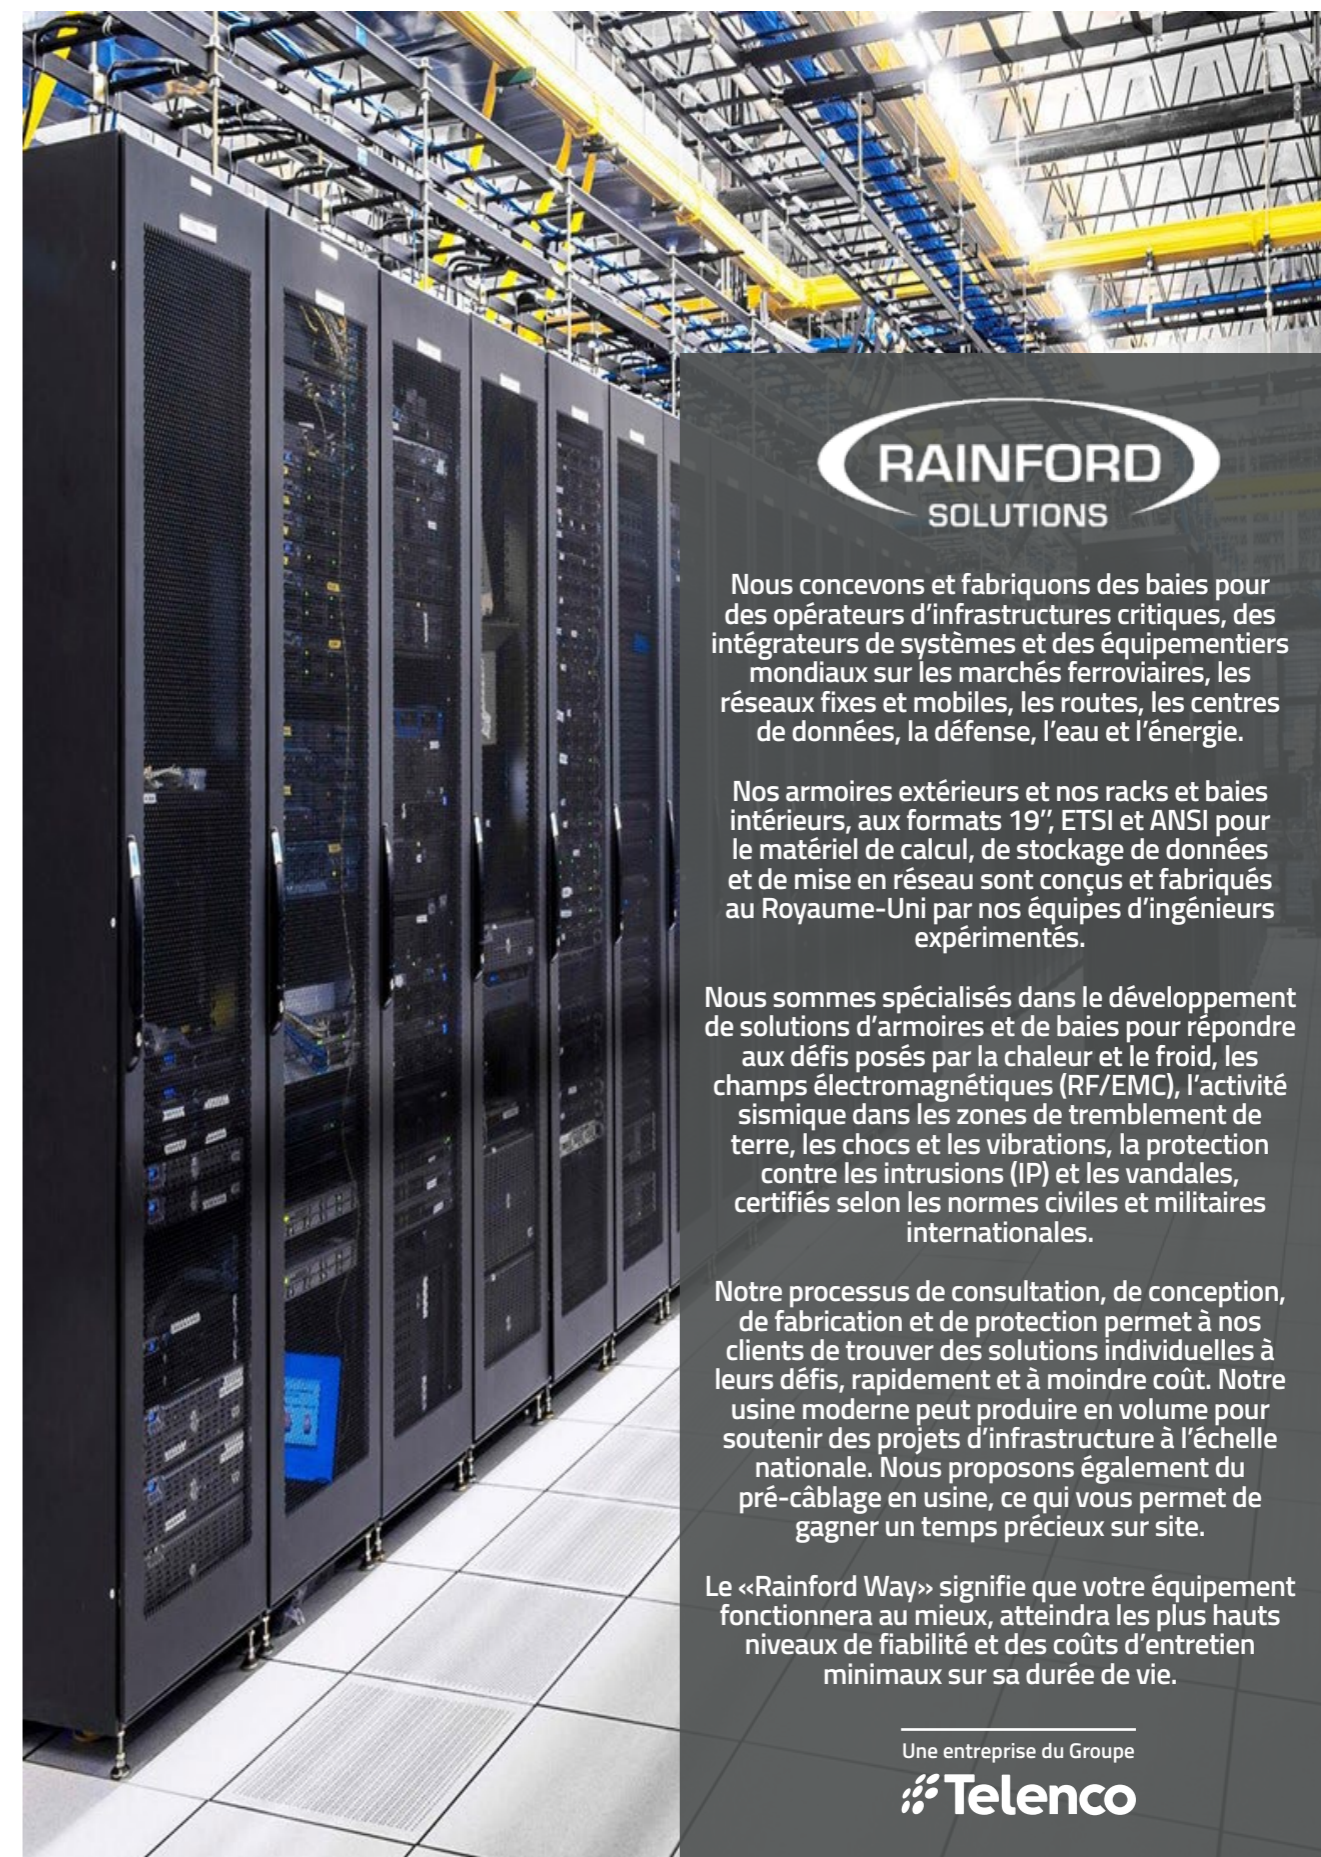 RAINFORD
SOLUTIONS
Nous concevons et fabriquons des baies pour
des opérateurs d’infrastructures critiques, des
intégrateurs de systèmes et des équipementiers
mondiaux sur les marchés ferroviaires, les
réseaux fixes et mobiles, les routes, les centres
de données, la défense, l’eau et l’énergie.
Nos armoires extérieurs et nos racks et baies
intérieurs, aux formats 19’’, ETSI et ANSI pour
le matériel de calcul, de stockage de données
et de mise en réseau sont conçus et fabriqués
au Royaume-Uni par nos équipes d’ingénieurs
expérimentés.
Nous sommes spécialisés dans le développement
de solutions d’armoires et de baies pour répondre
aux défis posés par la chaleur et le froid, les
champs électromagnétiques (RF/EMC), l’activité
sismique dans les zones de tremblement de
terre, les chocs et les vibrations, la protection
contre les intrusions (IP) et les vandales,
certifiés selon les normes civiles et militaires
internationales.
Notre processus de consultation, de conception,
de fabrication et de protection permet à nos
clients de trouver des solutions individuelles à
leurs défis, rapidement et à moindre coût. Notre
usine moderne peut produire en volume pour
soutenir des projets d’infrastructure à l’échelle
nationale. Nous proposons également du
pré-câblage en usine, ce qui vous permet de
gagner un temps précieux sur site.
Le «Rainford Way» signifie que votre équipement
fonctionnera au mieux, atteindra les plus hauts
niveaux de fiabilité et des coûts d’entretien
minimaux sur sa durée de vie.
Une entreprise du Groupe
Telenco